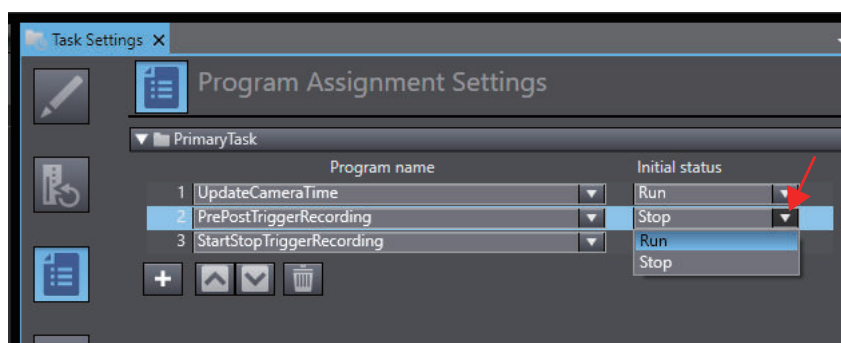 Task Settings
Program Assignment Settings
PrimaryTask
Program name Initial status
1 UpdateCameraTime Run
2 PrePostTriggerRecording Stop
3 StartStopTriggerRecording Run
Stop